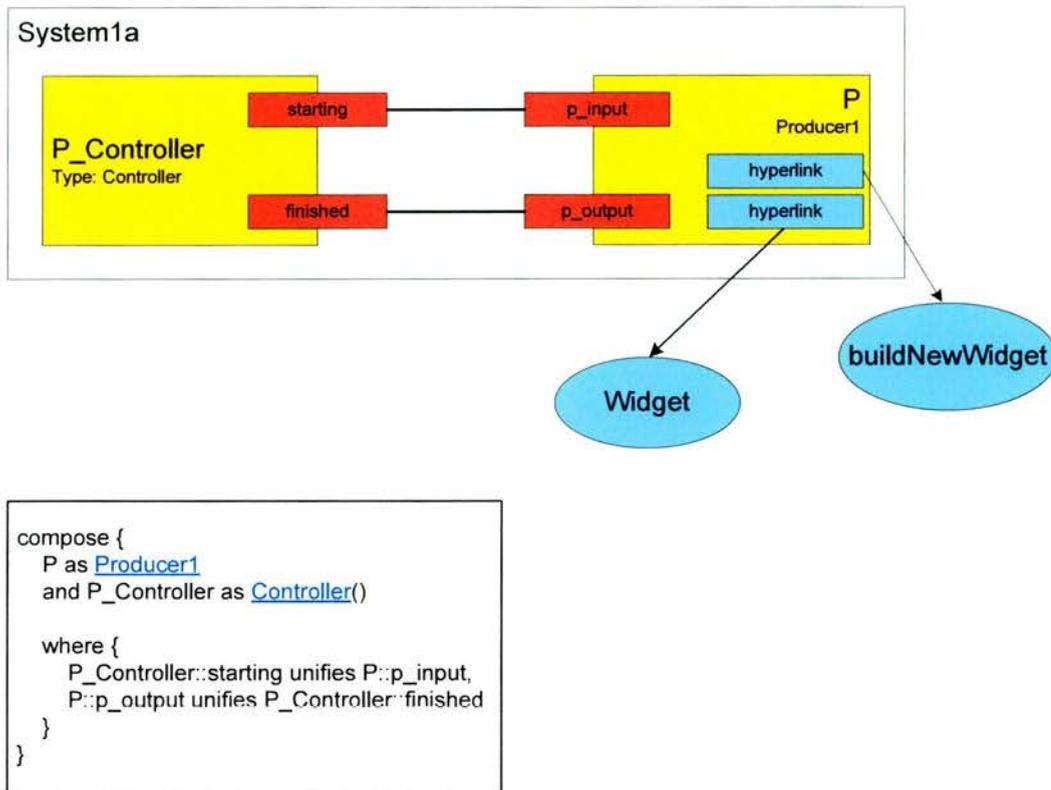 System1a
starting
p_input
P
Producer1
P_Controller
Type: Controller
hyperlink
finished
p_output
hyperlink
buildNewWidget
Widget
compose {
P as Producer1
and P_Controller as Controller()
where {
P_Controller::starting unifies P::p_input,
P::p_output unifies P_Controller::finished
}
}